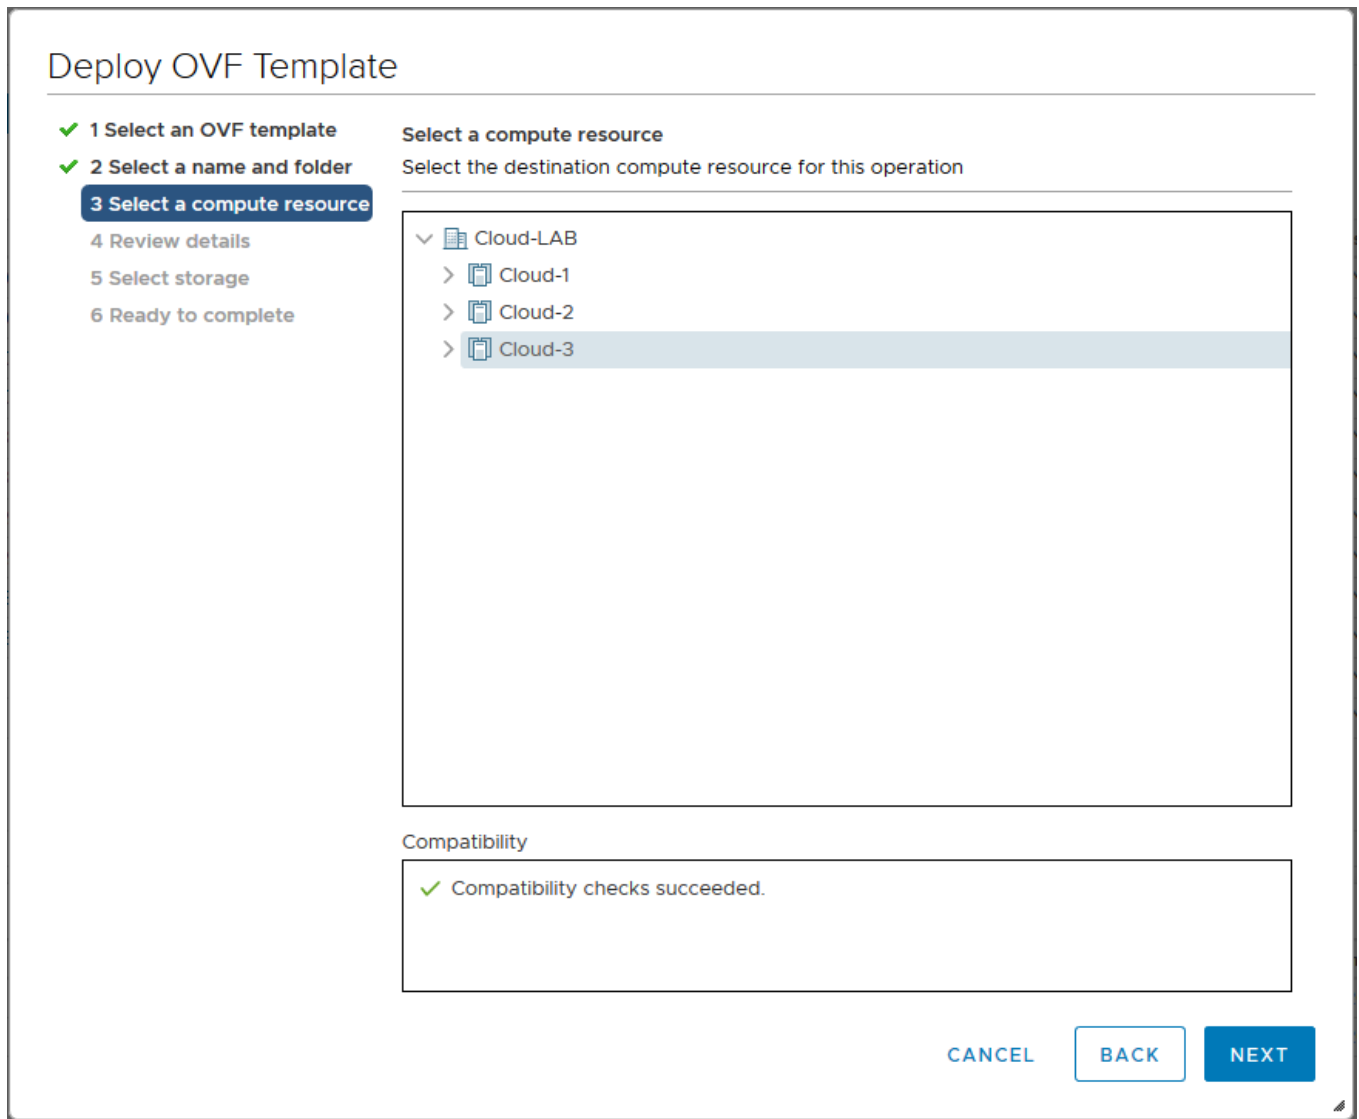 Deploy OVF Template
1 Select an OVF template
2 Select a name and folder
3 Select a compute resource
4 Review details
5 Select storage
6 Ready to complete
Select a compute resource
Select the destination compute resource for this operation
Cloud-LAB
Cloud-1
Cloud-2
Cloud-3
Compatibility
Compatibility checks succeeded.
CANCEL
BACK
NEXT